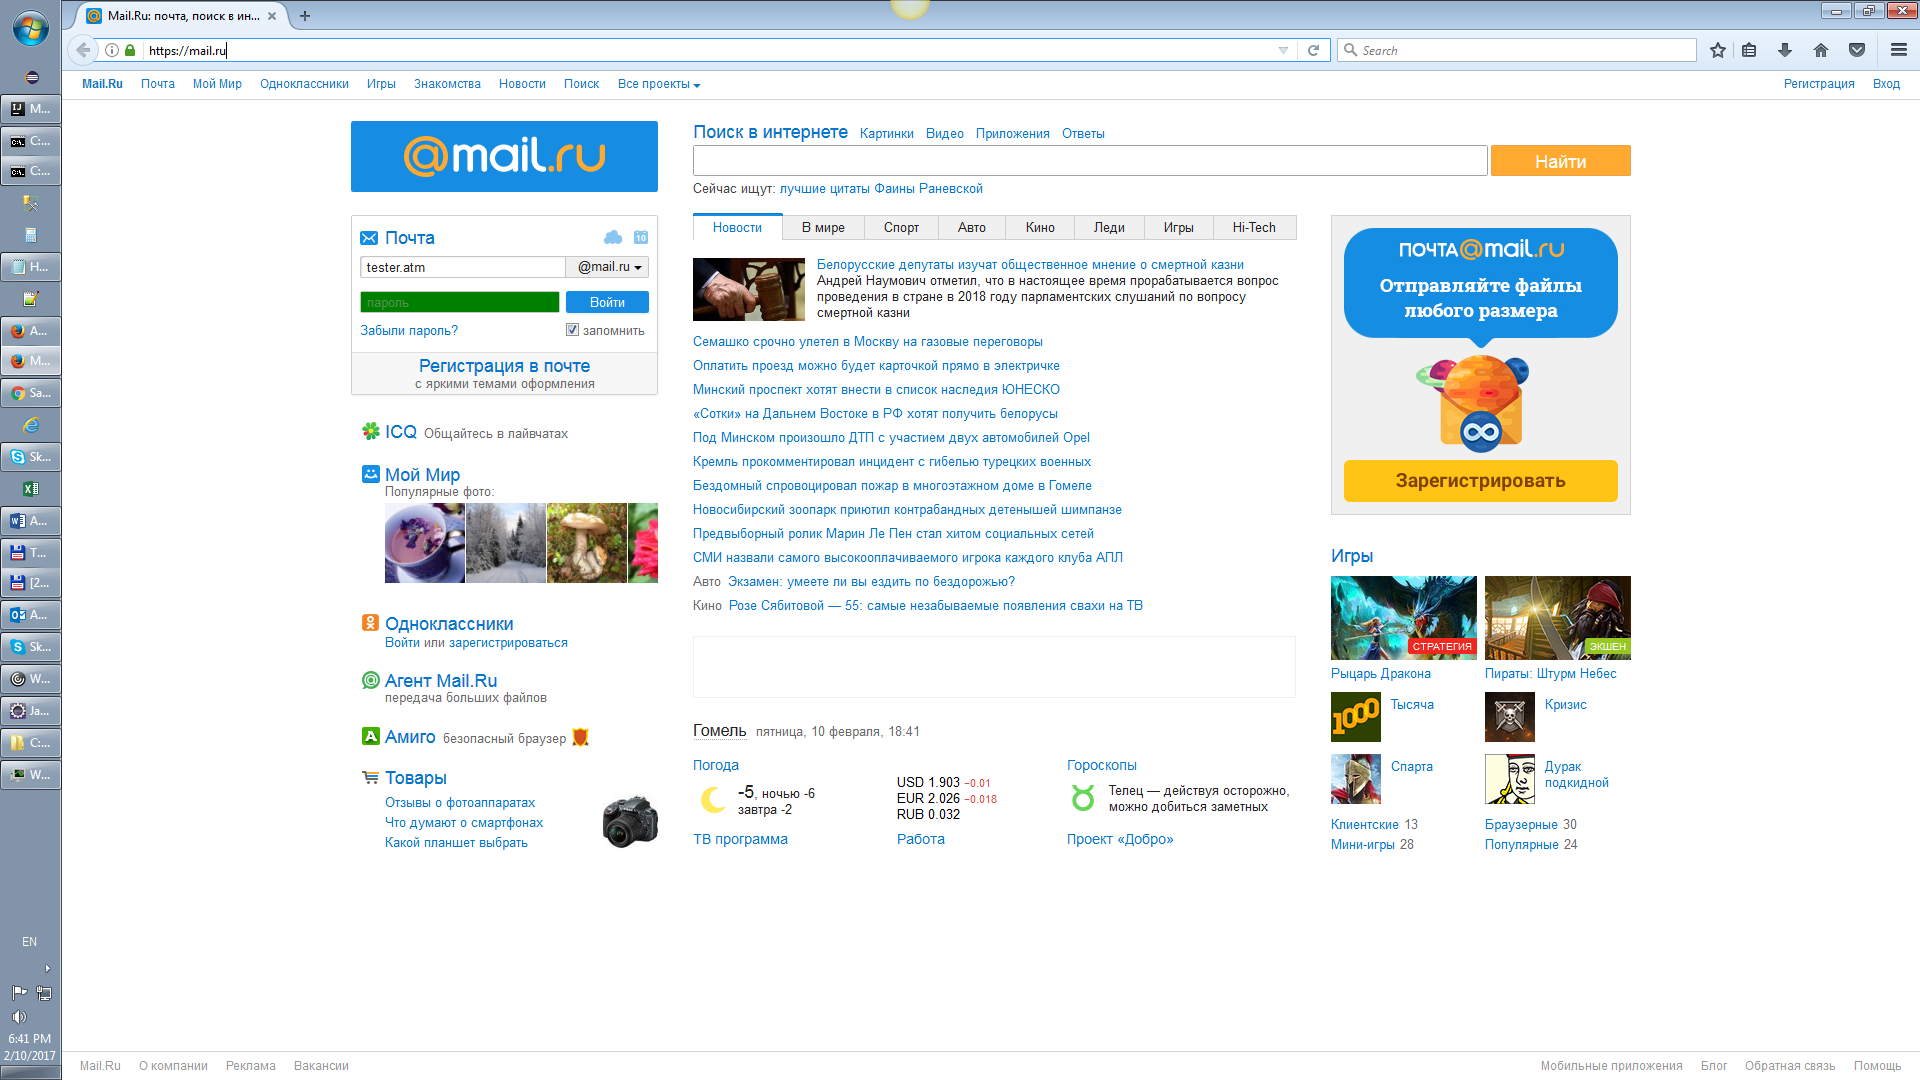 Mail.Ru: почта, поиск в ин...
https://mail.ru
Search
Mail.Ru Почта Мой Мир Одноклассники Игры Знакомства Новости Поиск Все проекты
Регистрация Вход
@mail.ru
Поиск в интернете Картинки Видео Приложения Ответы
Найти
Сейчас ищут: лучшие цитаты Фаины Раневской
Почта
10
tester.atm @mail.ru
пароль Войти
Забыли пароль? запомнить
Регистрация в почте
с яркими темами оформления
ICQ Общайтесь в лайвчатах
Мой Мир
Популярные фото:
Одноклассники
Войти или зарегистрироваться
Агент Mail.Ru
передача больших файлов
Амиго безопасный браузер
Товары
Отзывы о фотоаппаратах
Что думают о смартфонах
Какой планшет выбрать
Новости В мире Спорт Авто Кино Леди Игры Hi-Tech
Белорусские депутаты изучат общественное мнение о смертной казни
Андрей Наумович отметил, что в настоящее время прорабатывается вопрос
проведения в стране в 2018 году парламентских слушаний по вопросу
смертной казни
Семашко срочно улетел в Москву на газовые переговоры
Оплатить проезд можно будет карточкой прямо в электричке
Минский проспект хотят внести в список наследия ЮНЕСКО
«Сотки» на Дальнем Востоке в РФ хотят получить белорусы
Под Минском произошло ДТП с участием двух автомобилей Opel
Кремль прокомментировал инцидент с гибелью турецких военных
Бездомный спровоцировал пожар в многоэтажном доме в Гомеле
Новосибирский зоопарк приютил контрабандных детенышей шимпанзе
Предвыборный ролик Марин Ле Пен стал хитом социальных сетей
СМИ назвали самого высокооплачиваемого игрока каждого клуба АПЛ
Авто Экзамен: умеете ли вы ездить по бездорожью?
Кино Розе Сябитовой — 55: самые незабываемые появления свахи на ТВ
Гомель пятница, 10 февраля, 18:41
Погода
-5, ночью -6
завтра -2
ТВ программа
USD 1.903 −0.01
EUR 2.026 −0.018
RUB 0.032
Работа
Гороскопы
Телец — действуя осторожно,
можно добиться заметных
Проект «Добро»
ПОЧТА@mail.ru
Отправляйте файлы
любого размера
Зарегистрировать
Игры
СТРАТЕГИЯ
ЭКШЕН
Рыцарь Дракона
Пираты: Штурм Небес
1000
Тысяча
Кризис
Спарта
Дурак
подкидной
Клиентские 13
Браузерные 30
Мини-игры 28
Популярные 24
Mail.Ru О компании Реклама Вакансии
Мобильные приложения Блог Обратная связь Помощь
M...
C:...
C:...
H...
A...
M...
Sa...
Sk...
A...
T...
[2...
A...
Sk...
W...
Ja...
C:...
W...
EN
6:41 PM
2/10/2017